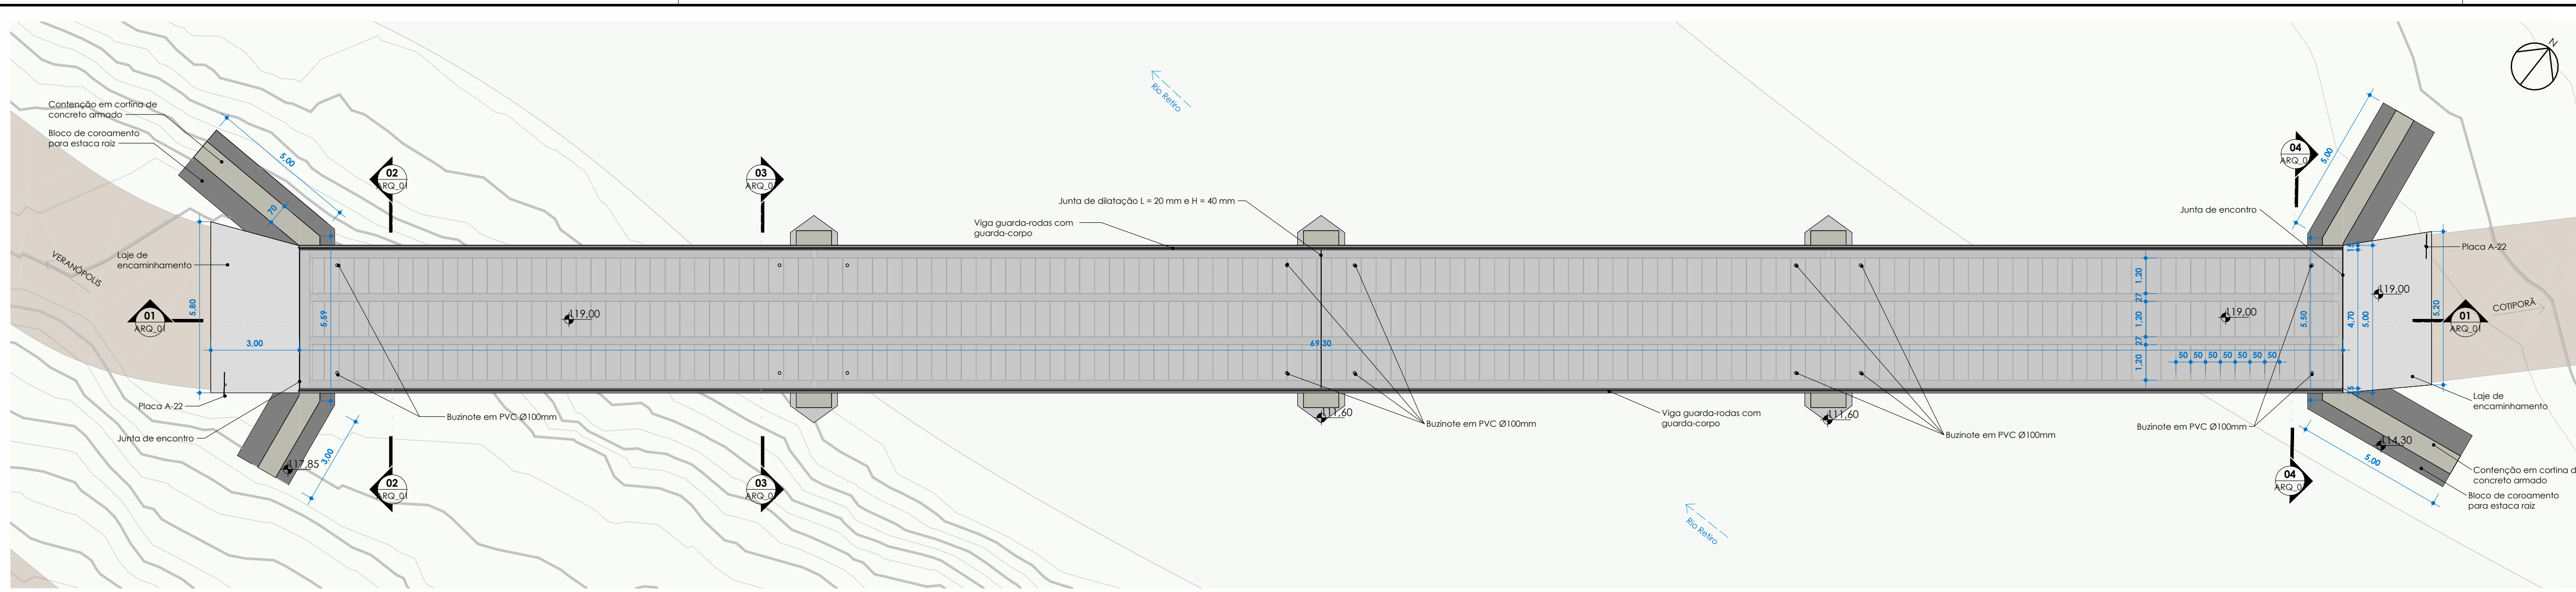 Contenção em cortina de
concreto armado
Bloco de coroamento
para estaca raiz
5,00
70
02
ARQ_01
03
ARQ_0
Rio Retiro
Junta de dilatação L = 20 mm e H = 40 mm
Viga guarda-rodas com
guarda-corpo
04
ARQ_0
5,00
N
Junta de encontro
Placa A-22
VERANÓPOLIS
Laje de
encaminhamento
5,80
01
ARQ_01
3,00
5,59
119,00
69,30
1,20
27
1,20
27
1,20
50 50 50 50 50 50 50
119,00
5,50
15
4,70
15
5,00
119,00
5,20
01
ARQ_01
COTIPORÃ
Placa A-22
Junta de encontro
117,85
3,00
02
ARQ_01
Buzinote em PVC Ø100mm
03
ARQ_0
111,60
Buzinote em PVC Ø100mm
Viga guarda-rodas com
guarda-corpo
111,60
Buzinote em PVC Ø100mm
Rio Retiro
Buzinote em PVC Ø100mm
04
ARQ_0
5,00
114,30
Laje de
encaminhamento
Contenção em cortina d
concreto armado
Bloco de coroamento
para estaca raiz